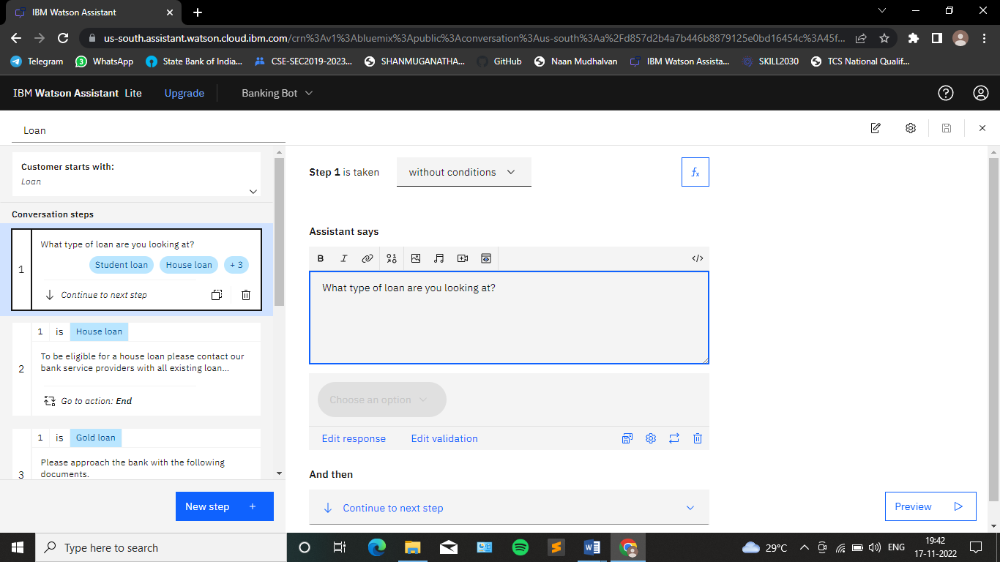 IBM Watson Assistant
us-south.assistant.watson.cloud.ibm.com/crn%3Av1%3Abluemix%3Apublic%3Aconversation%3Aus-south%3Aa%2Fd857d2b4a7b446b8879125e0bd16454c%3A45f...
Telegram 3 WhatsApp State Bank of India... CSE-SEC2019-2023... SHANMUGANATHA... GitHub Naan Mudhalvan IBM Watson Assista... SKILL2030 TCS National Qualif...
IBM Watson Assistant Lite Upgrade Banking Bot
Loan
Customer starts with:
Loan
Conversation steps
1
What type of loan are you looking at?
Student loan House loan + 3
Continue to next step
2
1 is House loan
To be eligible for a house loan please contact our
bank service providers with all existing loan...
Go to action: End
3
1 is Gold loan
Please approach the bank with the following
documents.
New step +
Step 1 is taken without conditions fx
Assistant says
B I </>
What type of loan are you looking at?
Choose an option
Edit response Edit validation
And then
Continue to next step
Preview
Type here to search
29°C ENG 19:42
17-11-2022